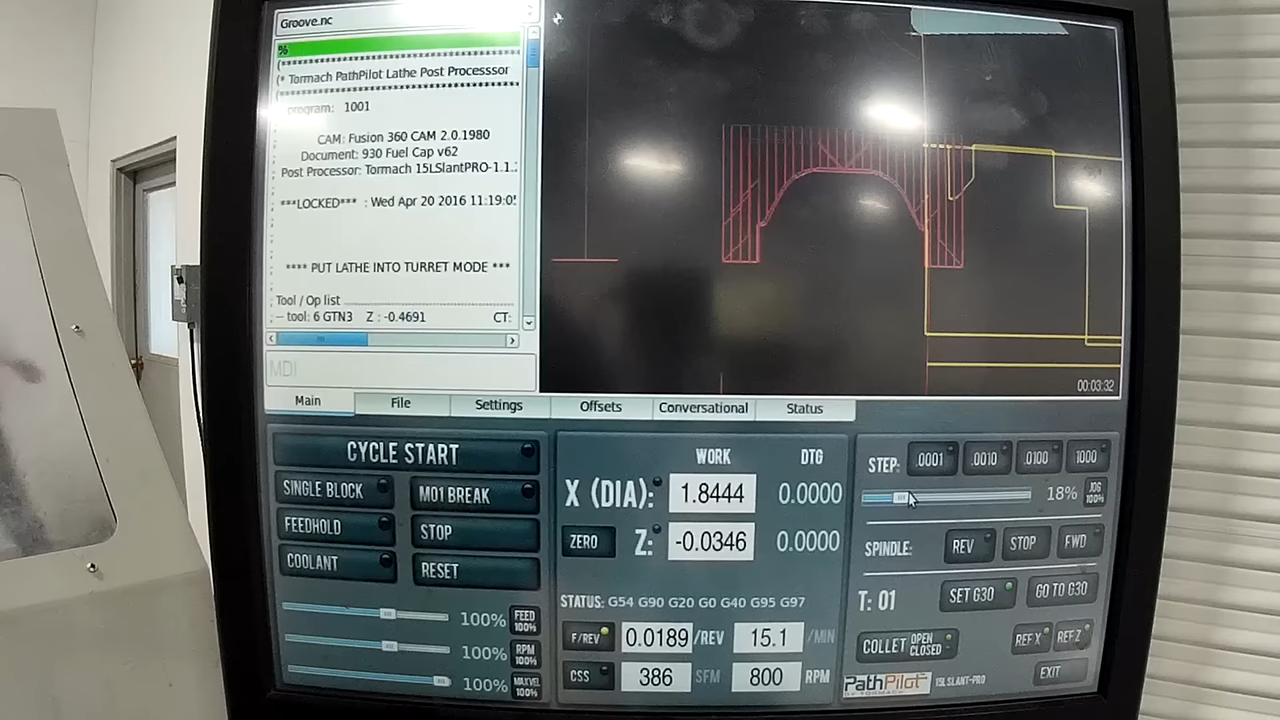 Groove.nc
%
(*************************************
(* Tormach PathPilot Lathe Post Processsor
(*************************************
program: 1001
CAM: Fusion 360 CAM 2.0.1980
Document: 930 Fuel Cap v62
Post Processor: Tormach 15LSlantPRO-1.1.
***LOCKED*** : Wed Apr 20 2016 11:19:0
**** PUT LATHE INTO TURRET MODE ***
Tool / Op list
-- tool: 6 GTN3 Z : -0.4691 CT:
MDI
00:03:32
Main File Settings Offsets Conversational Status
CYCLE START
SINGLE BLOCK M01 BREAK
FEEDHOLD STOP
COOLANT RESET
100% FEED 100%
100% RPM 100%
100% MAXVEL 100%
WORK DTG
X (DIA): 1.8444 0.0000
ZERO Z: -0.0346 0.0000
STATUS: G54 G90 G20 G0 G40 G95 G97
F/REV 0.0189 /REV 15.1 /MIN
CSS 386 SFM 800 RPM
STEP: .0001 .0010 .0100 .1000
18% JOG 100%
SPINDLE: REV STOP FWD
T: 01 SET G30 GO TO G30
COLLET OPEN CLOSED REF X REF Z
PathPilot BY TORMACH 15LSLANT-PRO EXIT